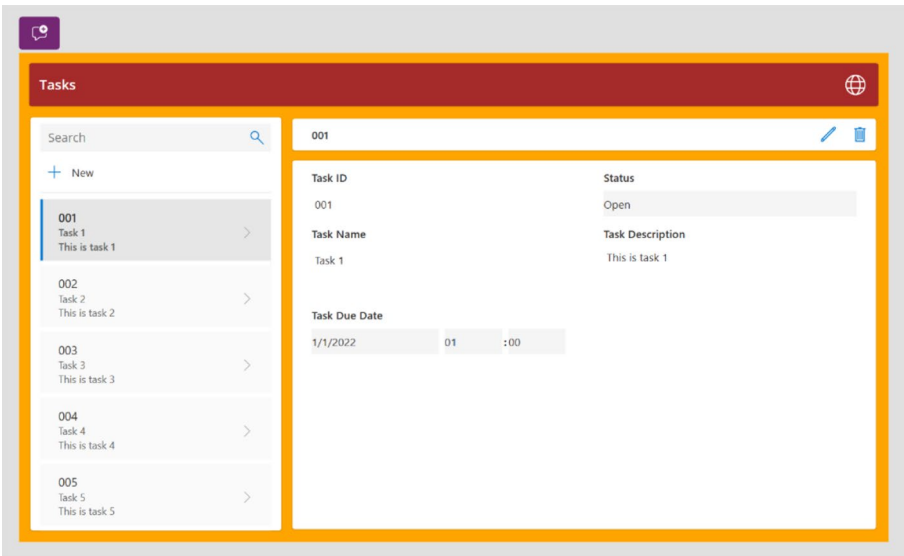 Tasks
Search
New
001
Task 1
This is task 1
002
Task 2
This is task 2
003
Task 3
This is task 3
004
Task 4
This is task 4
005
Task 5
This is task 5
001
Task ID
Status
001
Open
Task Name
Task Description
Task 1
This is task 1
Task Due Date
1/1/2022 01 :00